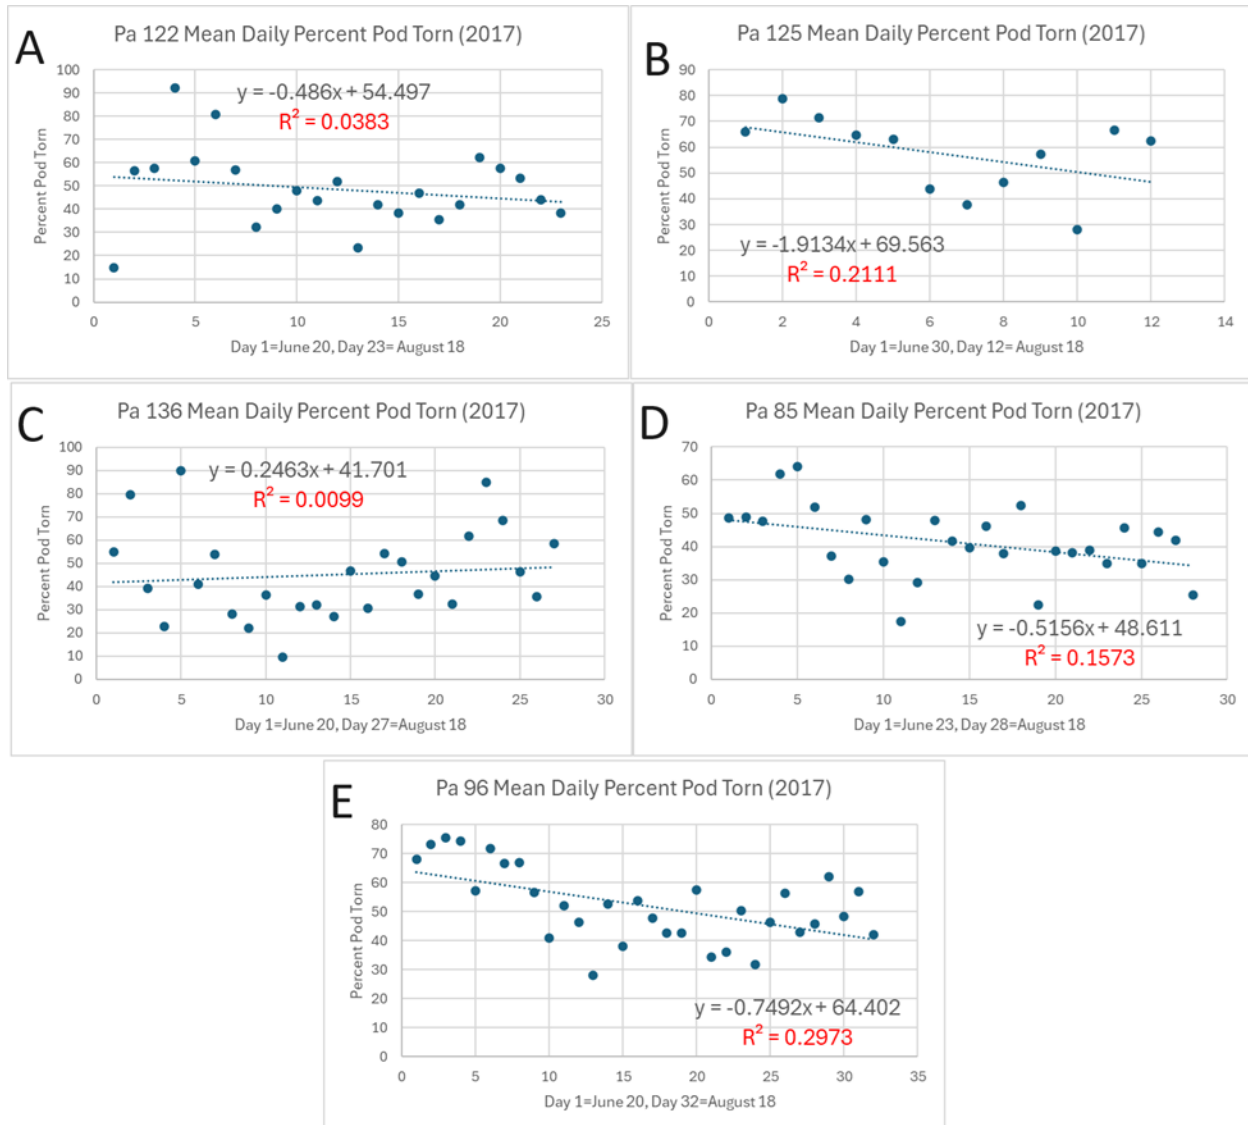 A
Pa 122 Mean Daily Percent Pod Torn (2017)
100
90
80
70
60
50
40
30
20
10
0
Percent Pod Torn
y = -0.486x + 54.497
R² = 0.0383
0 5 10 15 20 25
Day 1=June 20, Day 23= August 18
B
Pa 125 Mean Daily Percent Pod Torn (2017)
90
80
70
60
50
40
30
20
10
0
Percent Pod Torn
y = -1.9134x + 69.563
R² = 0.2111
0 2 4 6 8 10 12 14
Day 1=June 30, Day 12= August 18
C
Pa 136 Mean Daily Percent Pod Torn (2017)
100
90
80
70
60
50
40
30
20
10
0
Percent Pod Torn
y = 0.2463x + 41.701
R² = 0.0099
0 5 10 15 20 25 30
Day 1=June 20, Day 27=August 18
D
Pa 85 Mean Daily Percent Pod Torn (2017)
70
60
50
40
30
20
10
0
Percent Pod Torn
y = -0.5156x + 48.611
R² = 0.1573
0 5 10 15 20 25 30
Day 1=June 23, Day 28=August 18
E
Pa 96 Mean Daily Percent Pod Torn (2017)
80
70
60
50
40
30
20
10
0
Percent Pod Torn
y = -0.7492x + 64.402
R² = 0.2973
0 5 10 15 20 25 30 35
Day 1=June 20, Day 32=August 18